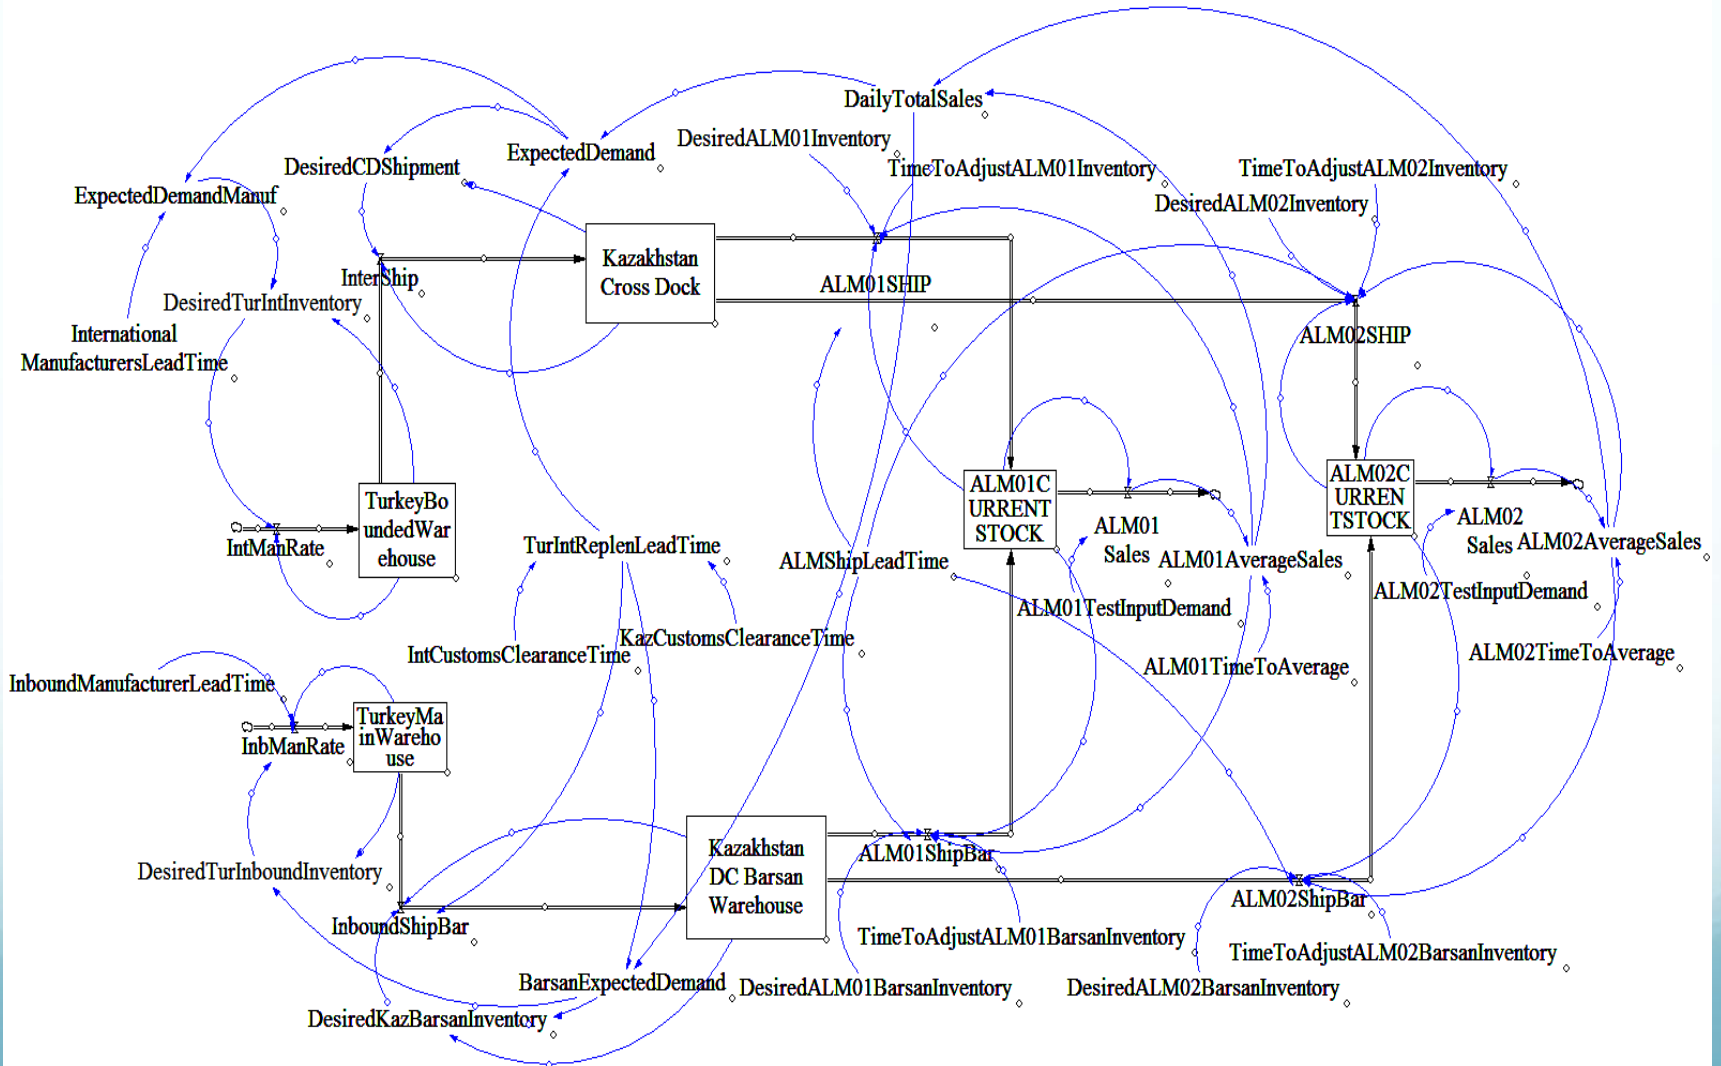 DailyTotalSales
DesiredALM01Inventory
ExpectedDemand
DesiredCDShipment
TimeToAdjustALM01Inventory
TimeToAdjustALM02Inventory
ExpectedDemandManuf
DesiredALM02Inventory
Kazakhstan
Cross Dock
InterShip
ALM01SHIP
DesiredTurIntInventory
International
ManufacturersLeadTime
ALM02SHIP
TurkeyBo
undedWar
ehouse
ALM01C
URRENT
STOCK
ALM02C
URREN
TSTOCK
IntManRate
TurIntReplenLeadTime
ALMShipLeadTime
ALM01
Sales
ALM01AverageSales
ALM02
Sales
ALM02AverageSales
ALM01TestInputDemand
ALM02TestInputDemand
KazCustomsClearanceTime
IntCustomsClearanceTime
ALM01TimeToAverage
ALM02TimeToAverage
InboundManufacturerLeadTime
TurkeyMa
inWareho
use
InbManRate
Kazakhstan
DC Barsan
Warehouse
ALM01ShipBar
DesiredTurInboundInventory
ALM02ShipBar
InboundShipBar
TimeToAdjustALM01BarsanInventory
TimeToAdjustALM02BarsanInventory
BarsanExpectedDemand
DesiredALM01BarsanInventory
DesiredALM02BarsanInventory
DesiredKazBarsanInventory